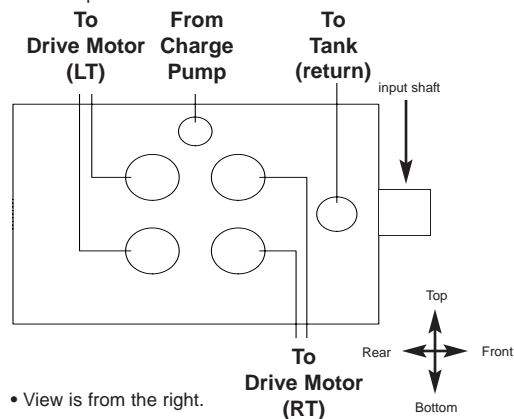 To
Drive Motor
(LT)
From
Charge
Pump
To
Tank
(return)
input shaft
Top
Rear
Front
Bottom
To
Drive Motor
(RT)
• View is from the right.